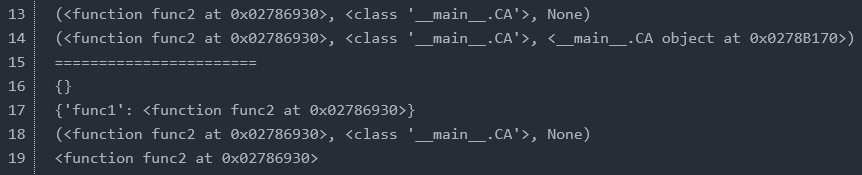 13 (<function func2 at 0x02786930>, <class '__main__.CA'>, None)
14 (<function func2 at 0x02786930>, <class '__main__.CA'>, <__main__.CA object at 0x0278B170>)
15 =======================
16 {}
17 {'func1': <function func2 at 0x02786930>}
18 (<function func2 at 0x02786930>, <class '__main__.CA'>, None)
19 <function func2 at 0x02786930>